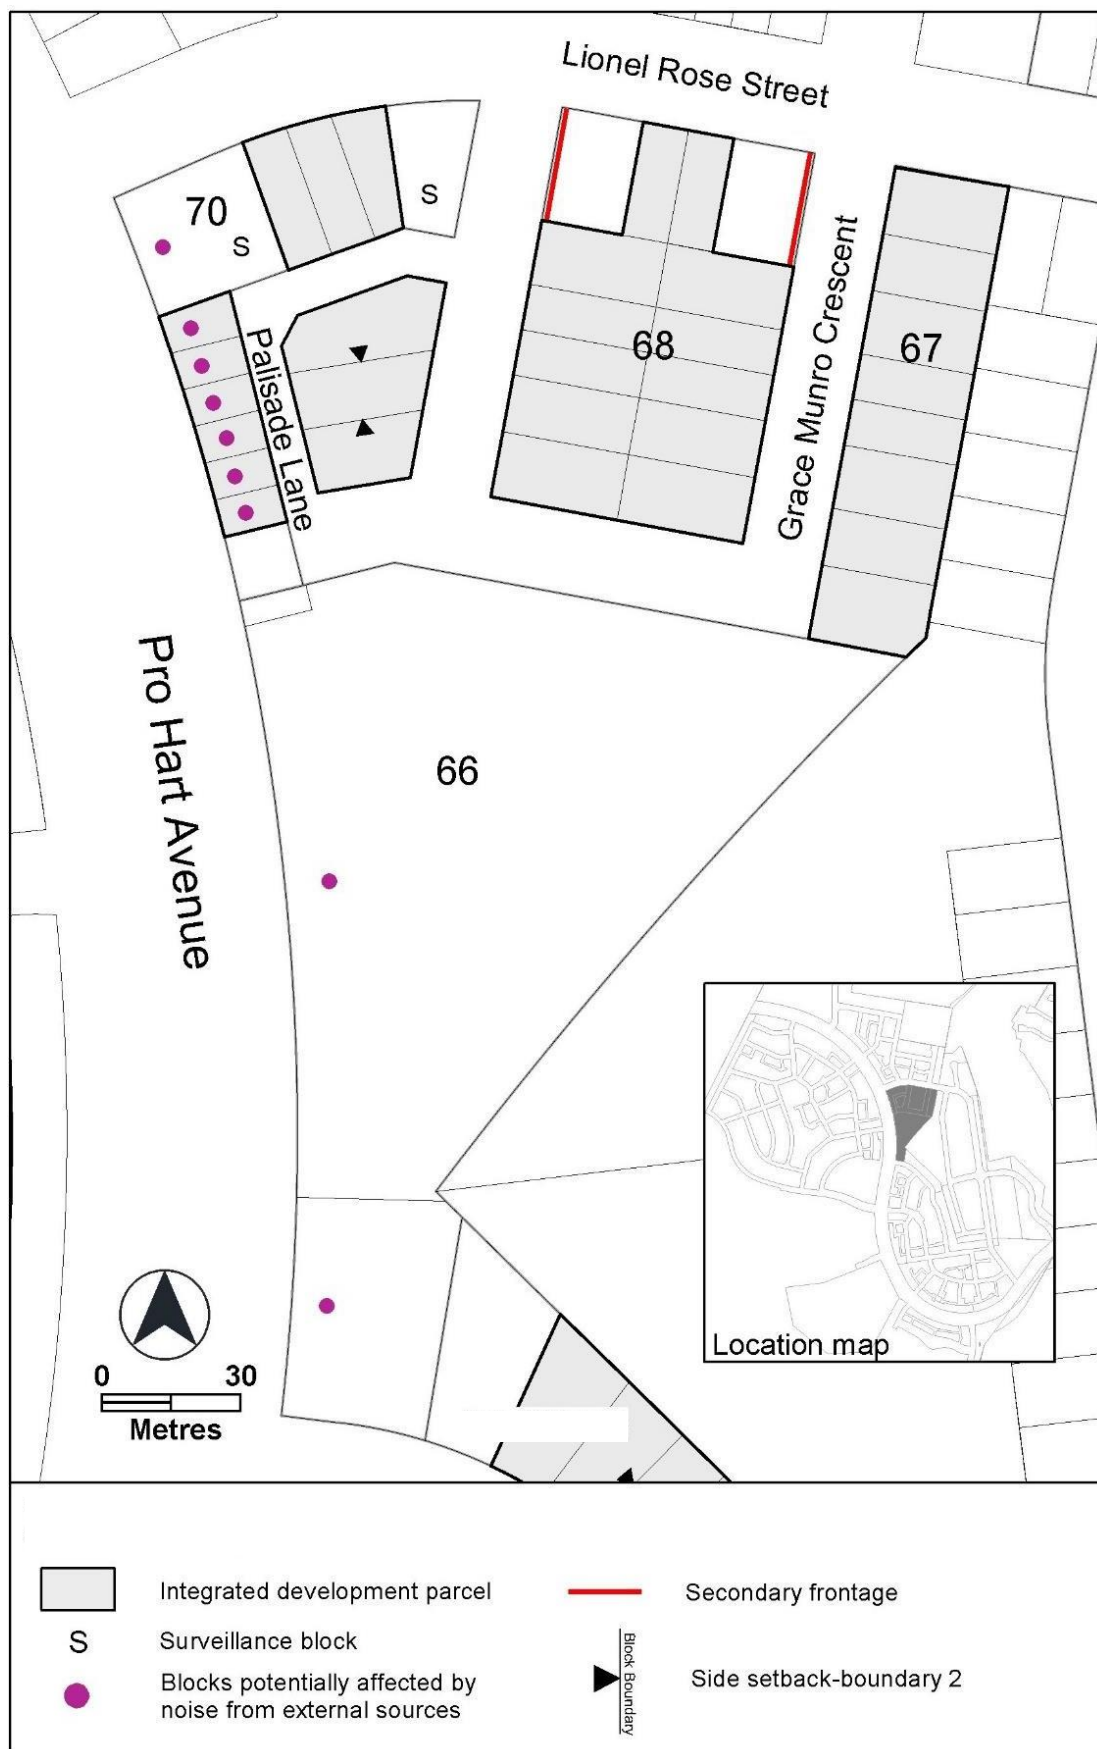 Lionel Rose Street
70
S
S
68
67
Palisade Lane
Grace Munro Crescent
Pro Hart Avenue
66
Location map
0 30
Metres
Integrated development parcel
Secondary frontage
S
Surveillance block
Blocks potentially affected by
noise from external sources
Block Boundary
Side setback-boundary 2